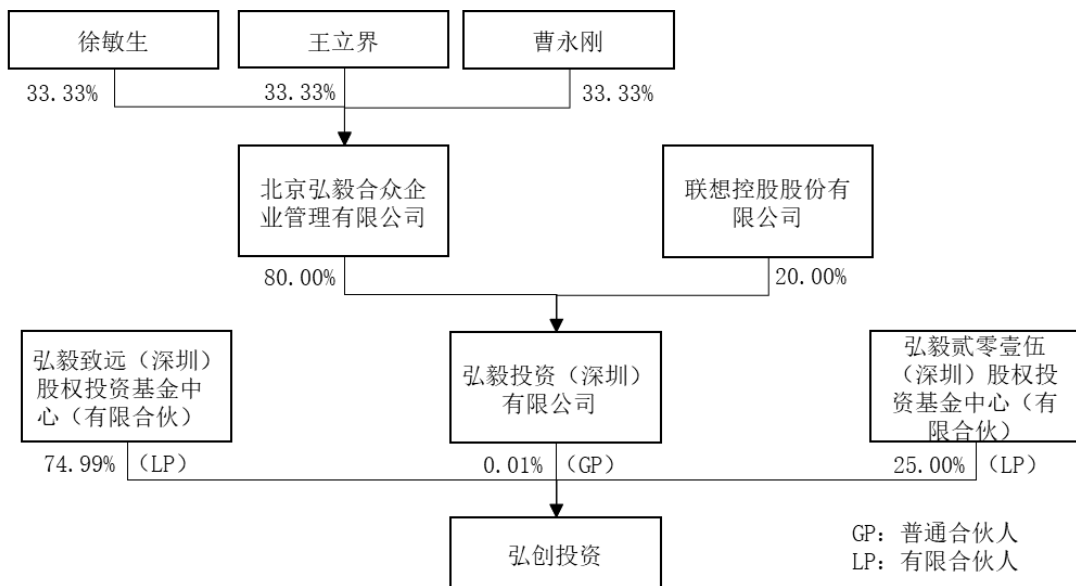 徐敏生
王立界
曹永刚
33.33%
33.33%
33.33%
北京弘毅合众企
业管理有限公司
联想控股股份有
限公司
80.00%
20.00%
弘毅致远（深圳）
股权投资基金中
心（有限合伙）
弘毅投资（深圳）
有限公司
弘毅贰零壹伍
（深圳）股权投
资基金中心（有
限合伙）
74.99%（LP）
0.01%（GP）
25.00%（LP）
弘创投资
GP：普通合伙人
LP：有限合伙人